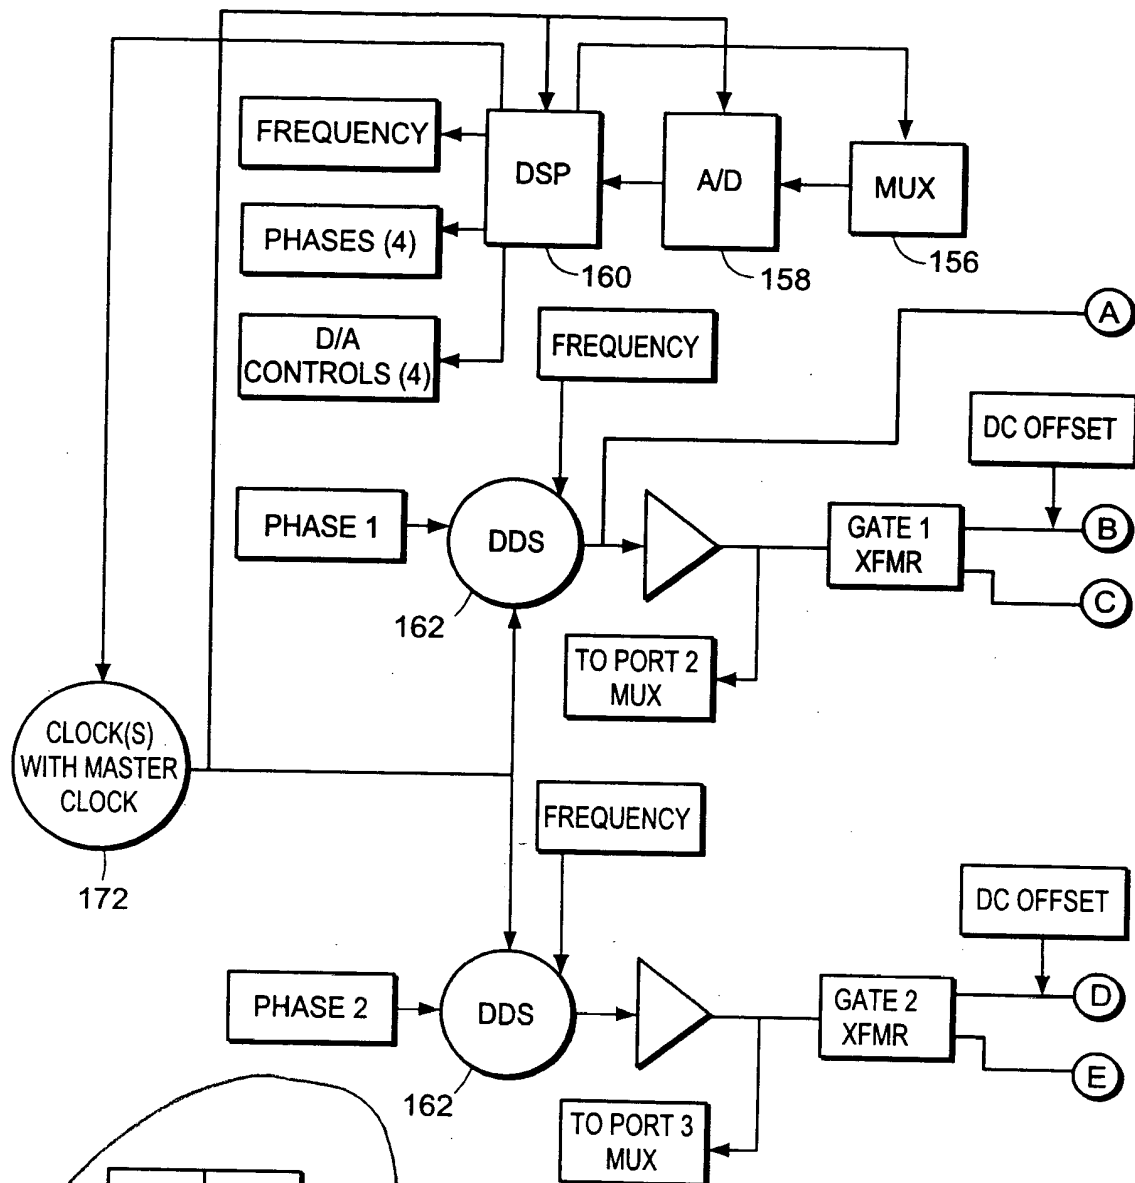 FREQUENCY
DSP
A/D
MUX
PHASES (4)
160
158
156
D/A
CONTROLS (4)
FREQUENCY
A
DC OFFSET
PHASE 1
DDS
GATE 1
XFMR
B
C
162
TO PORT 2
MUX
CLOCK(S)
WITH MASTER
CLOCK
172
FREQUENCY
DC OFFSET
PHASE 2
DDS
GATE 2
XFMR
D
E
162
TO PORT 3
MUX